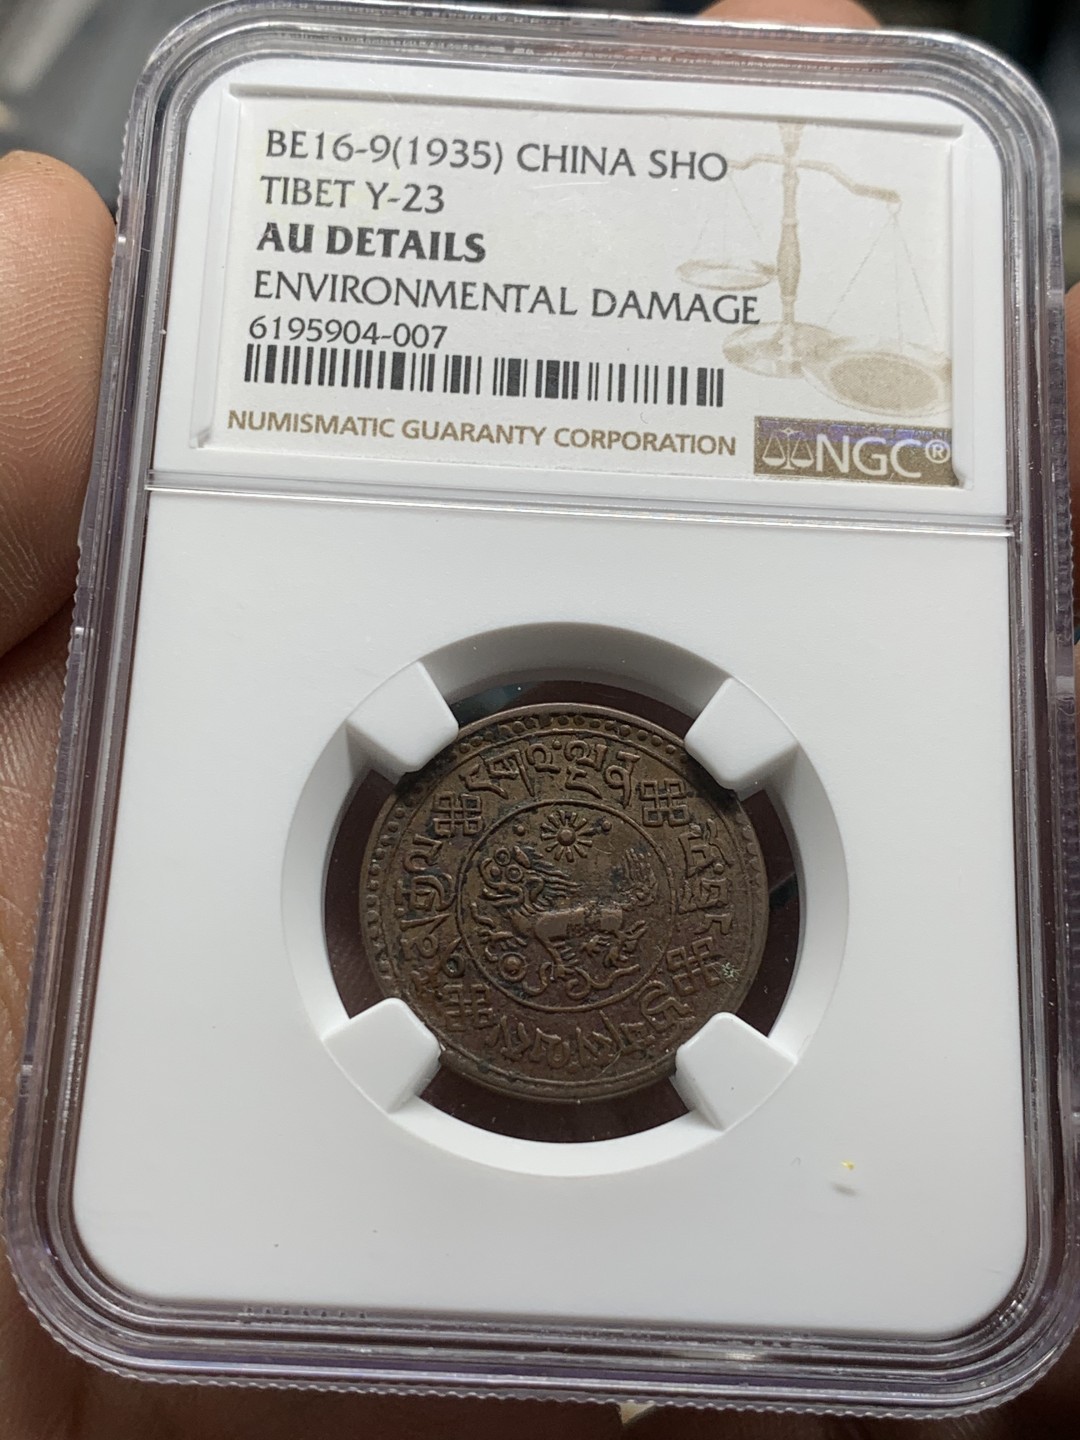 BE16-9(1935) CHINA SHO
TIBET Y-23
AU DETAILS
ENVIRONMENTAL DAMAGE
6195904-007
NUMISMATIC GUARANTY CORPORATION
NGC®